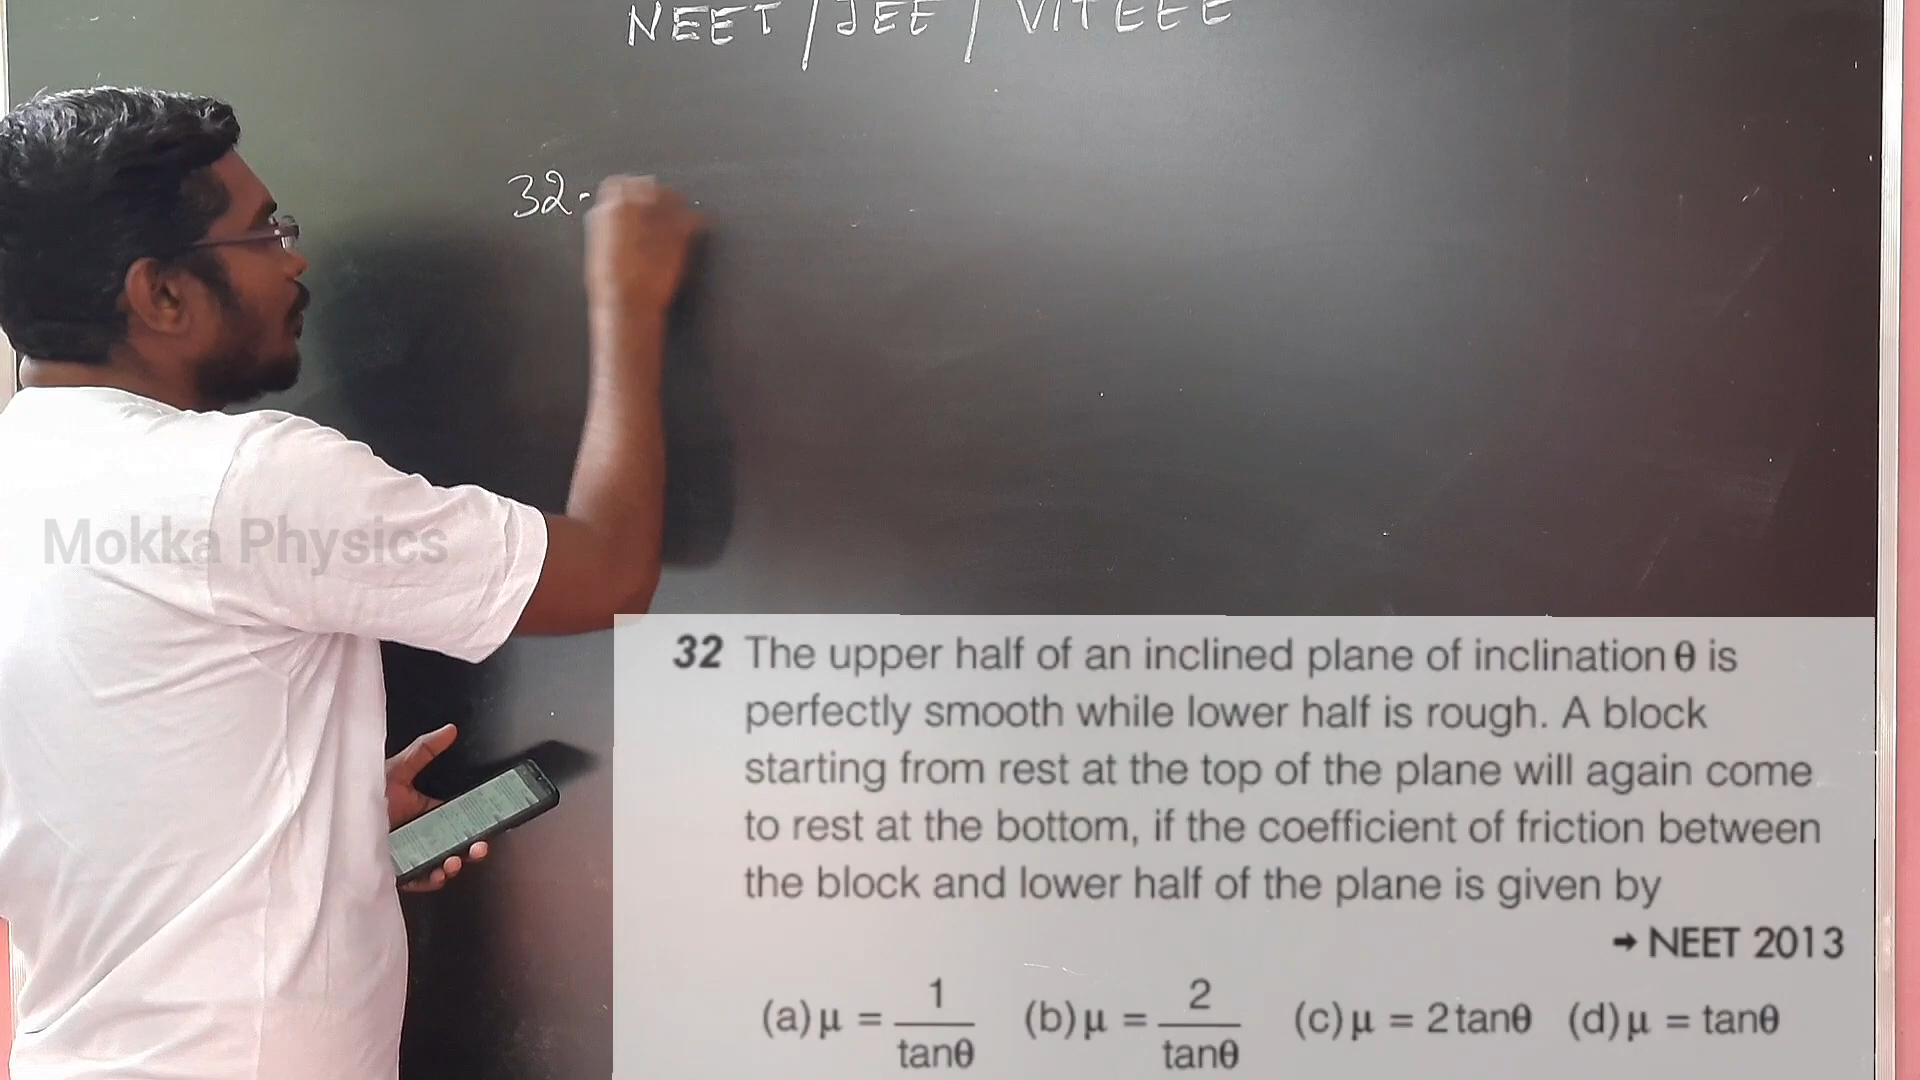 NEET / JEE / VITEEE
32.
Mokka Physics
32 The upper half of an inclined plane of inclination θ is
perfectly smooth while lower half is rough. A block
starting from rest at the top of the plane will again come
to rest at the bottom, if the coefficient of friction between
the block and lower half of the plane is given by
→ NEET 2013
(a) μ = 1/tanθ (b) μ = 2/tanθ (c) μ = 2 tanθ (d) μ = tanθ